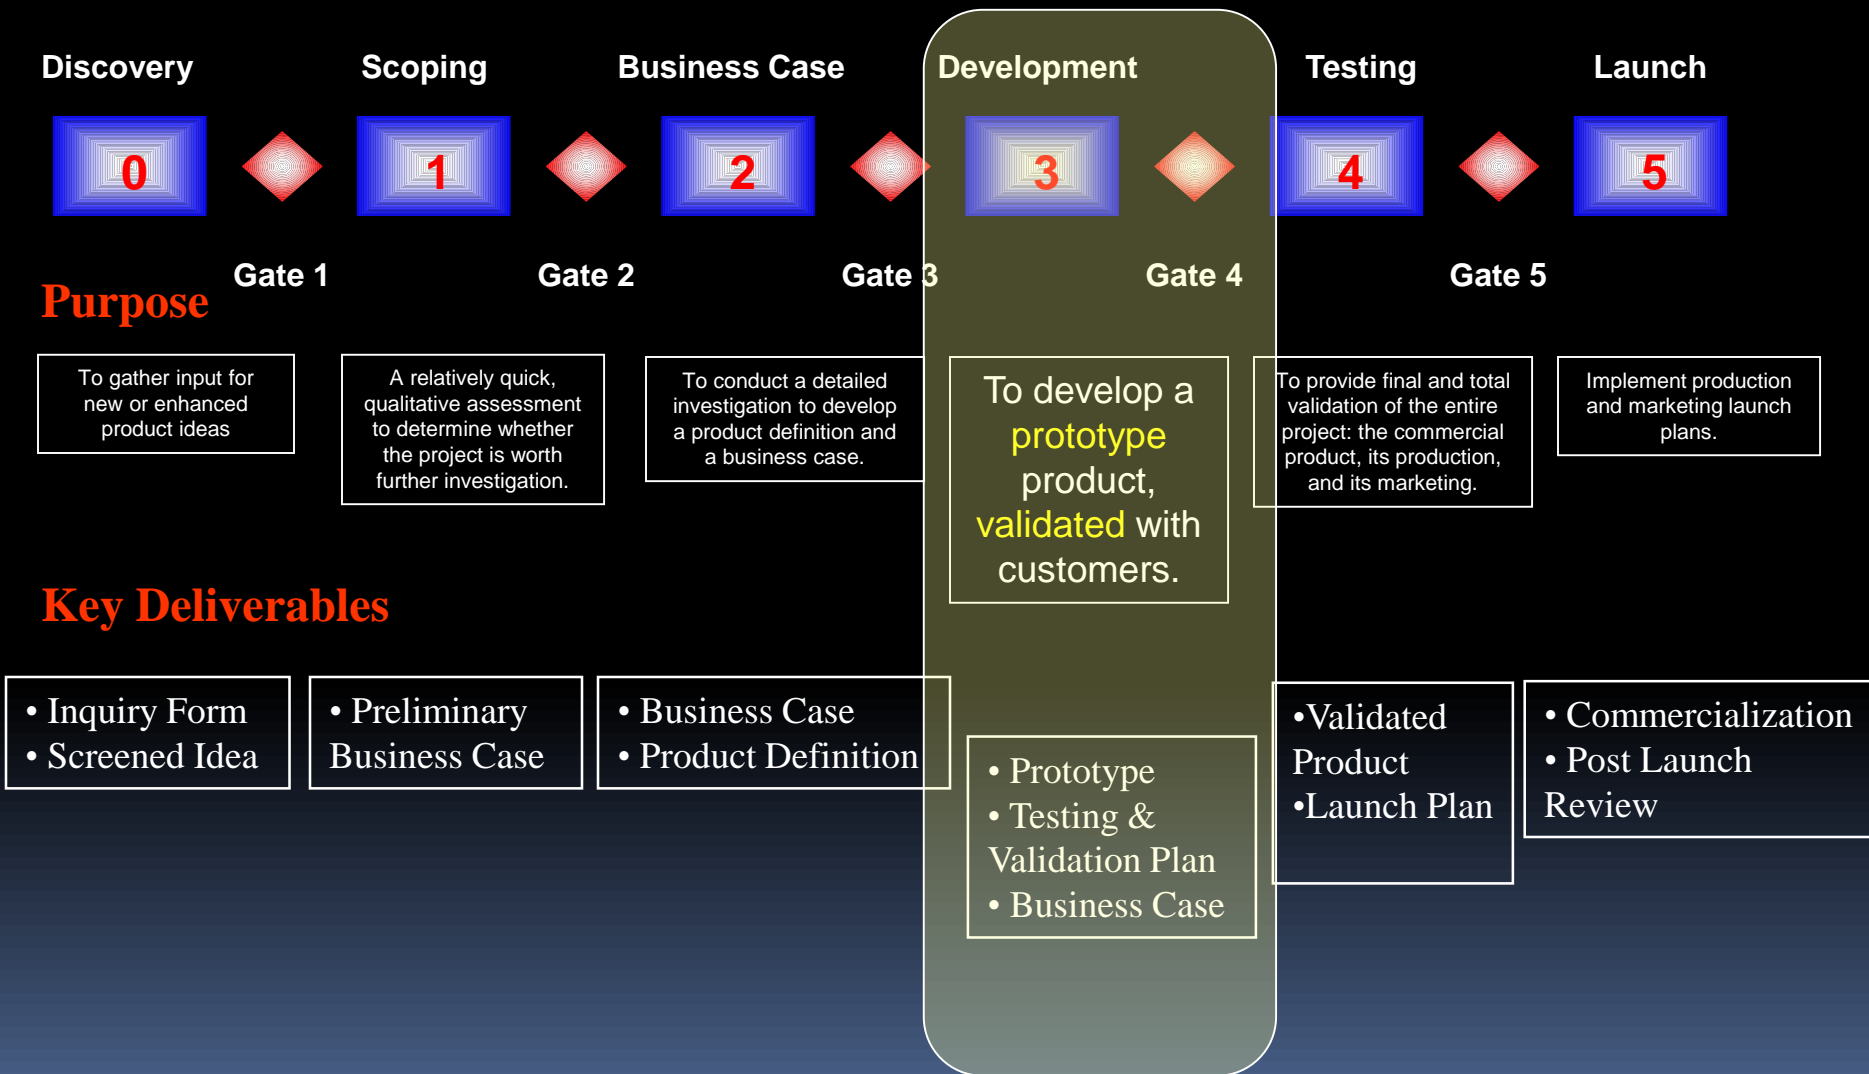 Discovery
Scoping
Business Case
Development
Testing
Launch
0
1
2
3
4
5
Gate 1
Gate 2
Gate 3
Gate 4
Gate 5
Purpose
To gather input for
new or enhanced
product ideas
A relatively quick,
qualitative assessment
to determine whether
the project is worth
further investigation.
To conduct a detailed
investigation to develop
a product definition and
a business case.
To develop a
prototype
product,
validated with
customers.
To provide final and total
validation of the entire
project: the commercial
product, its production,
and its marketing.
Implement production
and marketing launch
plans.
Key Deliverables
• Inquiry Form
• Screened Idea
• Preliminary
Business Case
• Business Case
• Product Definition
• Prototype
• Testing &
Validation Plan
• Business Case
•Validated
Product
•Launch Plan
• Commercialization
• Post Launch
Review